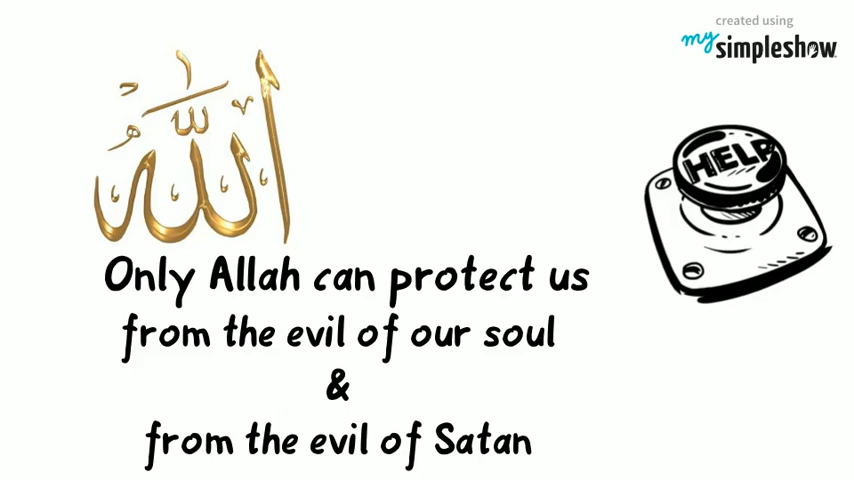 created using
my simpleshow
الله
HELP
Only Allah can protect us
from the evil of our soul
&
from the evil of Satan